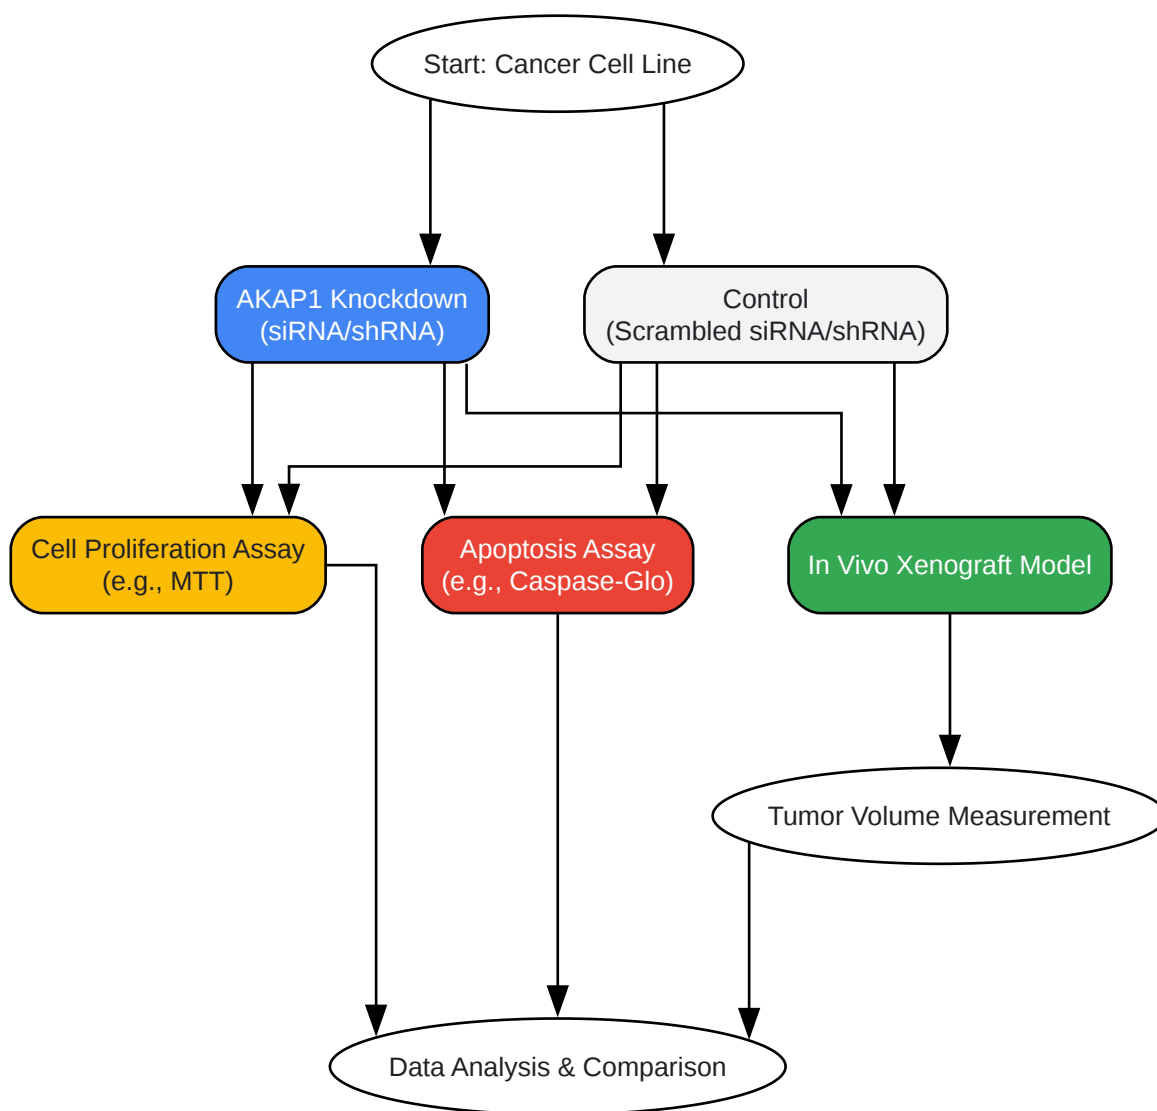 Start: Cancer Cell Line
AKAP1 Knockdown
(siRNA/shRNA)
Control
(Scrambled siRNA/shRNA)
Cell Proliferation Assay
(e.g., MTT)
Apoptosis Assay
(e.g., Caspase-Glo)
In Vivo Xenograft Model
Tumor Volume Measurement
Data Analysis & Comparison